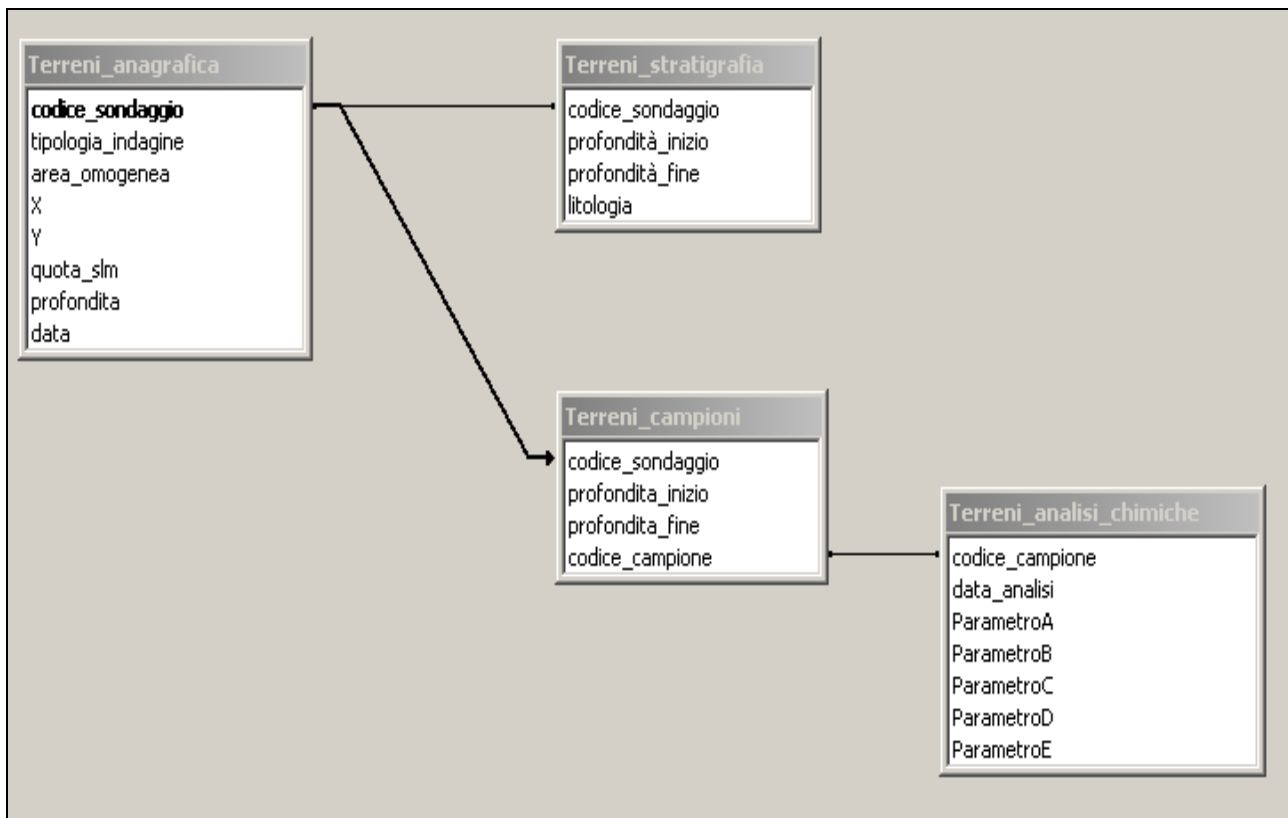 Terreni_anagrafica
codice_sondaggio
tipologia_indagine
area_omogenea
X
Y
quota_slm
profondita
data
Terreni_stratigrafia
codice_sondaggio
profondità_inizio
profondità_fine
litologia
Terreni_campioni
codice_sondaggio
profondita_inizio
profondita_fine
codice_campione
Terreni_analisi_chimiche
codice_campione
data_analisi
ParametroA
ParametroB
ParametroC
ParametroD
ParametroE